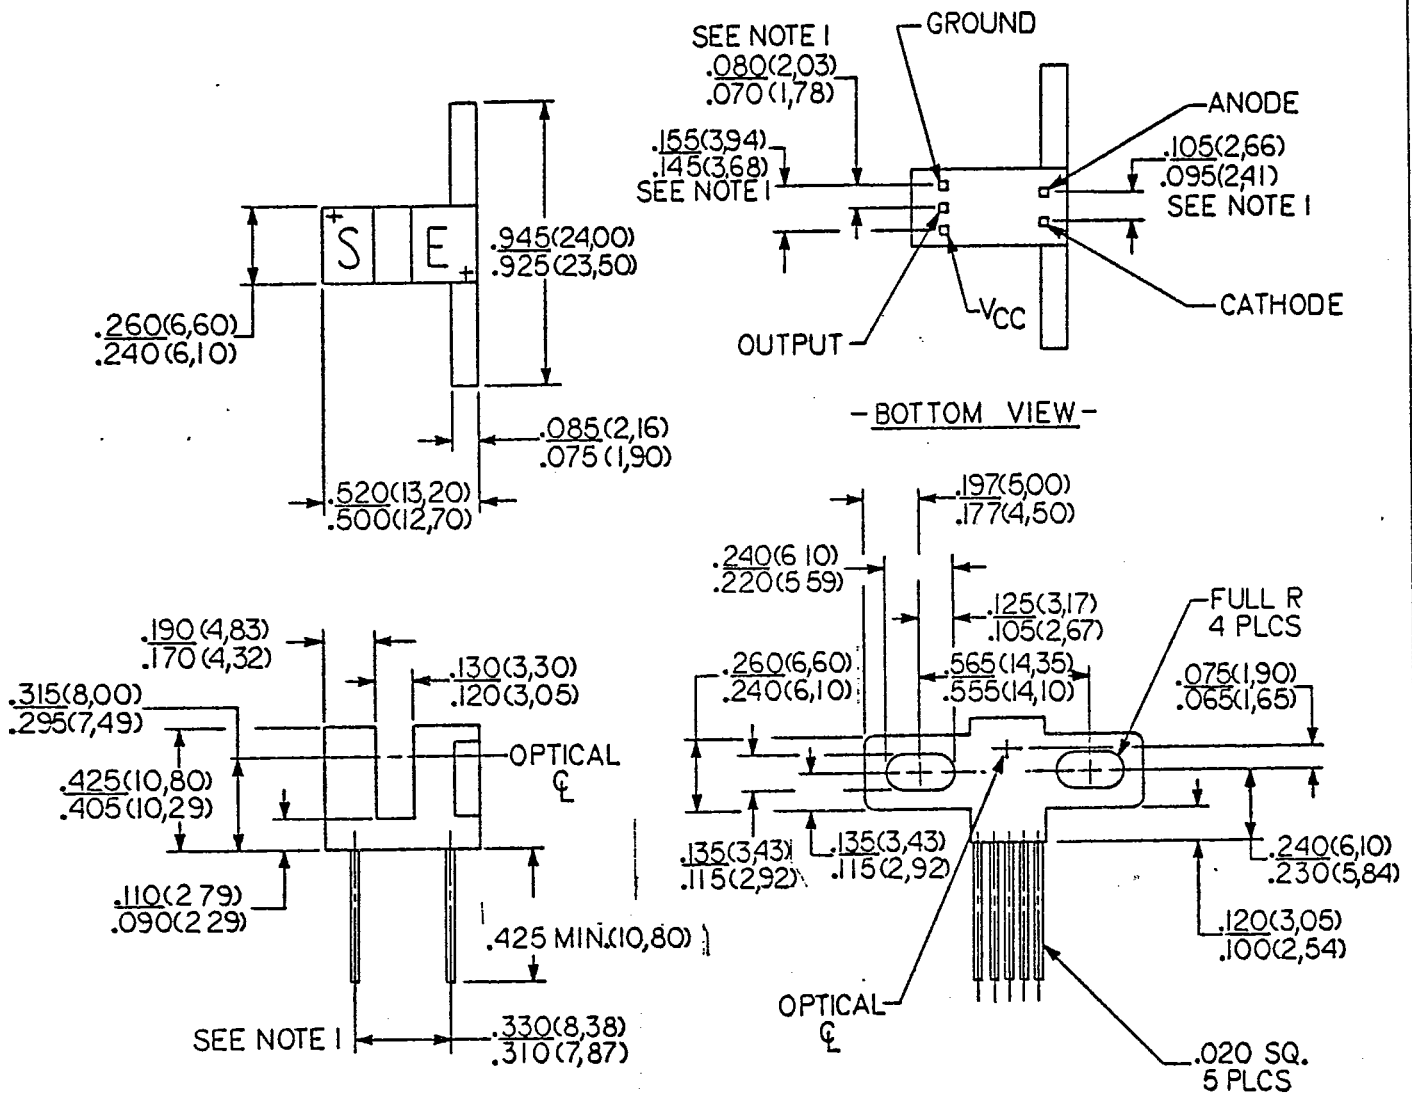 GROUND
SEE NOTE 1
.080(2,03)
.070(1,78)
ANODE
.155(3,94)
.145(3,68)
SEE NOTE 1
.105(2,66)
.095(2,41)
SEE NOTE 1
+
S
E
+
.945(24,00)
.925(23,50)
.260(6,60)
.240(6,10)
VCC
CATHODE
OUTPUT
-BOTTOM VIEW-
.085(2,16)
.075(1,90)
.520(13,20)
.500(12,70)
.197(5,00)
.177(4,50)
.240(6 10)
.220(5 59)
.125(3,17)
.105(2,67)
FULL R
4 PLCS
.190(4,83)
.170(4,32)
.130(3,30)
.120(3,05)
.260(6,60)
.240(6,10)
.565(14,35)
.555(14,10)
.075(1,90)
.065(1,65)
.315(8,00)
.295(7,49)
OPTICAL
℄
.425(10,80)
.405(10,29)
.135(3,43)
.115(2,92)
.135(3,43)
.115(2,92)
.240(6,10)
.230(5,84)
.110(2 79)
.090(2 29)
.425 MIN.(10,80)
.120(3,05)
.100(2,54)
OPTICAL
℄
SEE NOTE 1
.330(8,38)
.310(7,87)
.020 SQ.
5 PLCS